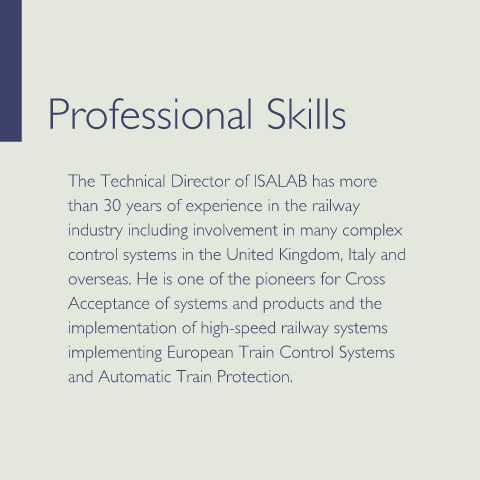 Professional Skills
The Technical Director of ISALAB has more
than 30 years of experience in the railway
industry including involvement in many complex
control systems in the United Kingdom, Italy and
overseas. He is one of the pioneers for Cross
Acceptance of systems and products and the
implementation of high-speed railway systems
implementing European Train Control Systems
and Automatic Train Protection.